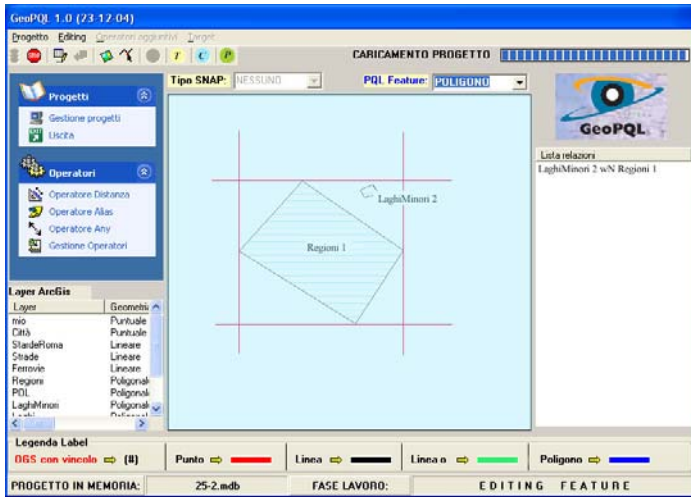 GeoPQL 1.0 (23-12-04)
Progetto Editing Operatori aggiuntivi Target
T C P CARICAMENTO PROGETTO
Tipo SNAP: NESSUNO PQL Feature: POLIGONO
Progetti
Gestione progetti
Uscita
Operatori
Operatore Distanza
Operatore Alias
Operatore Any
Gestione Operatori
Layer ArcGis
Layer Geometri
mio Puntuale
Città Puntuale
StardeRoma Lineare
Strade Lineare
Ferrovie Lineare
Regioni Poligonale
POL Poligonale
LaghiMinori Poligonale
LaghiMinori 2
Regioni 1
GeoPQL
Lista relazioni
LaghiMinori 2 wN Regioni 1
Legenda Label
OGS con vincolo (#) Punto Linea Linea o Poligono
PROGETTO IN MEMORIA: 25-2.mdb FASE LAVORO: EDITING FEATURE